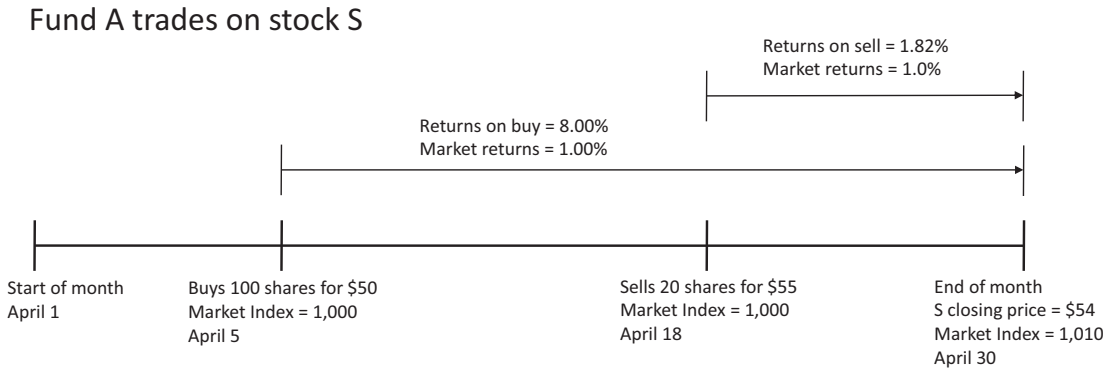 Fund A trades on stock S
Returns on sell = 1.82%
Market returns = 1.0%
Returns on buy = 8.00%
Market returns = 1.00%
Start of month
April 1
Buys 100 shares for $50
Market Index = 1,000
April 5
Sells 20 shares for $55
Market Index = 1,000
April 18
End of month
S closing price = $54
Market Index = 1,010
April 30